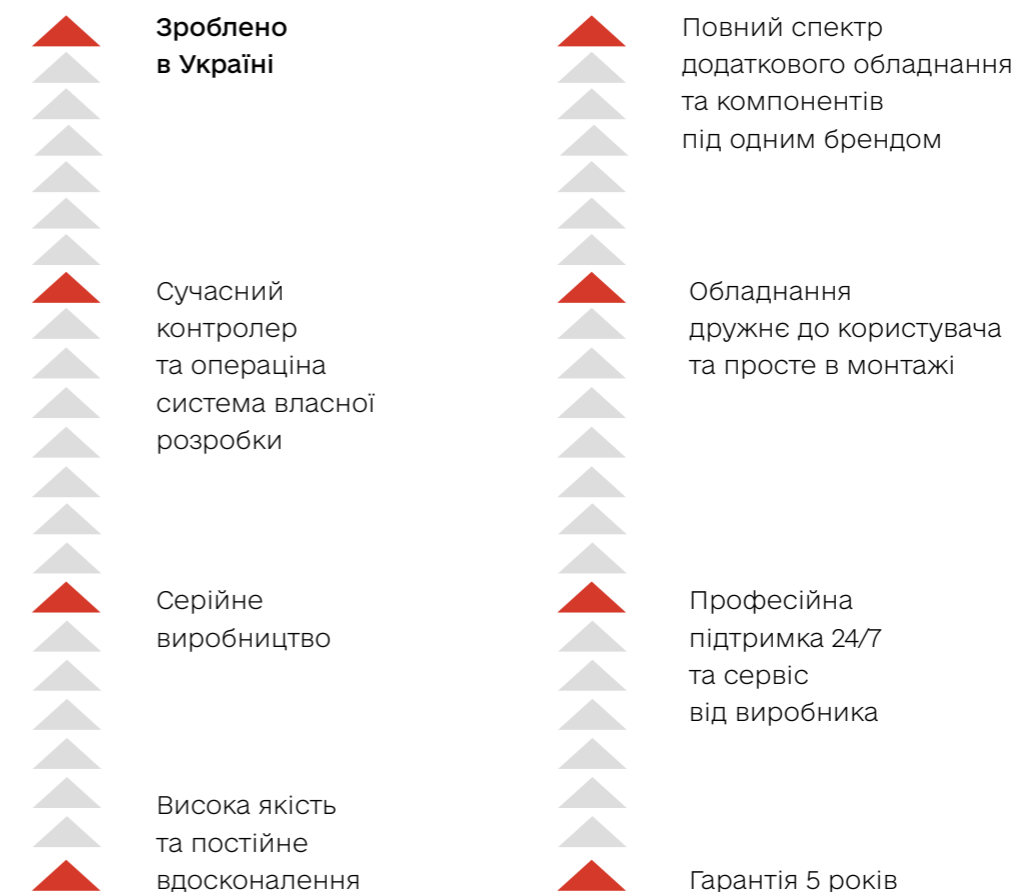 Зроблено
в Україні
Сучасний
контролер
та операціна
система власної
розробки
Серійне
виробництво
Висока якість
та постійне
вдосконалення
Повний спектр
додаткового обладнання
та компонентів
під одним брендом
Обладнання
дружнє до користувача
та просте в монтажі
Професійна
підтримка 24/7
та сервіс
від виробника
Гарантія 5 років